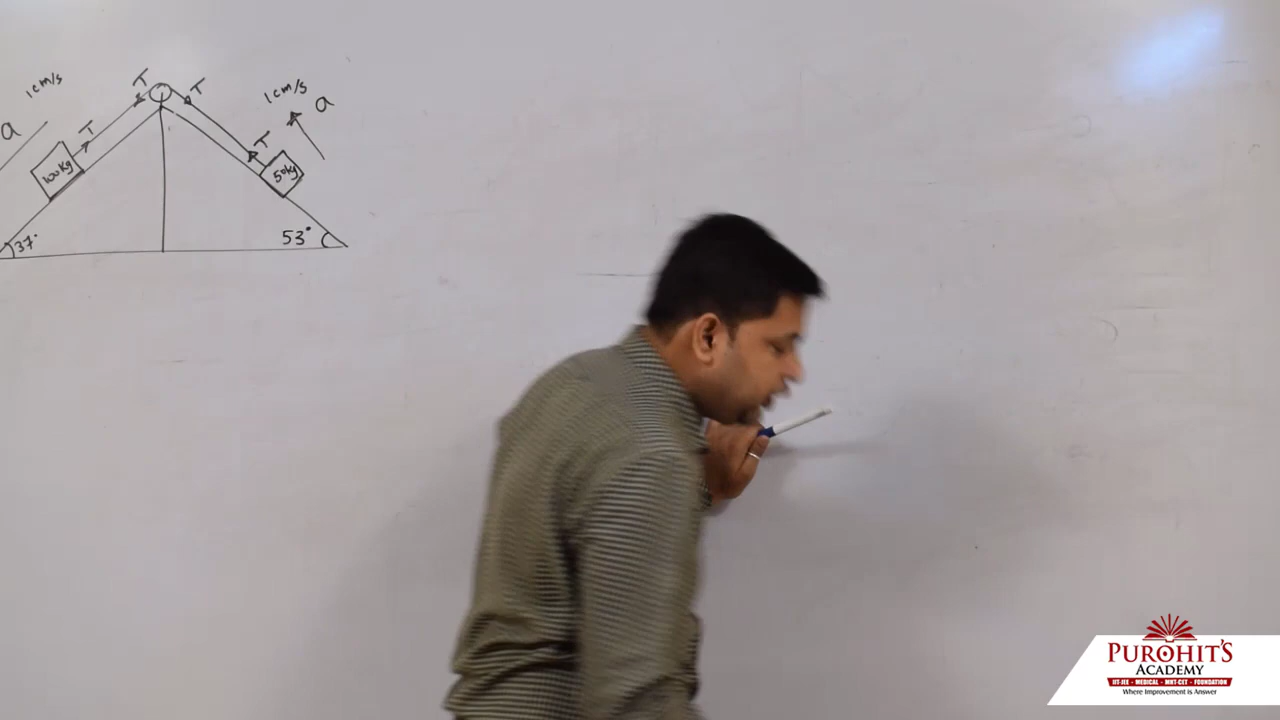 1cm/s
a
T
T
100kg
37°
T
T
50kg
53°
1cm/s
a
PUROHIT'S
ACADEMY
IIT-JEE - MEDICAL - MHT-CET - FOUNDATION
Where Improvement is Answer